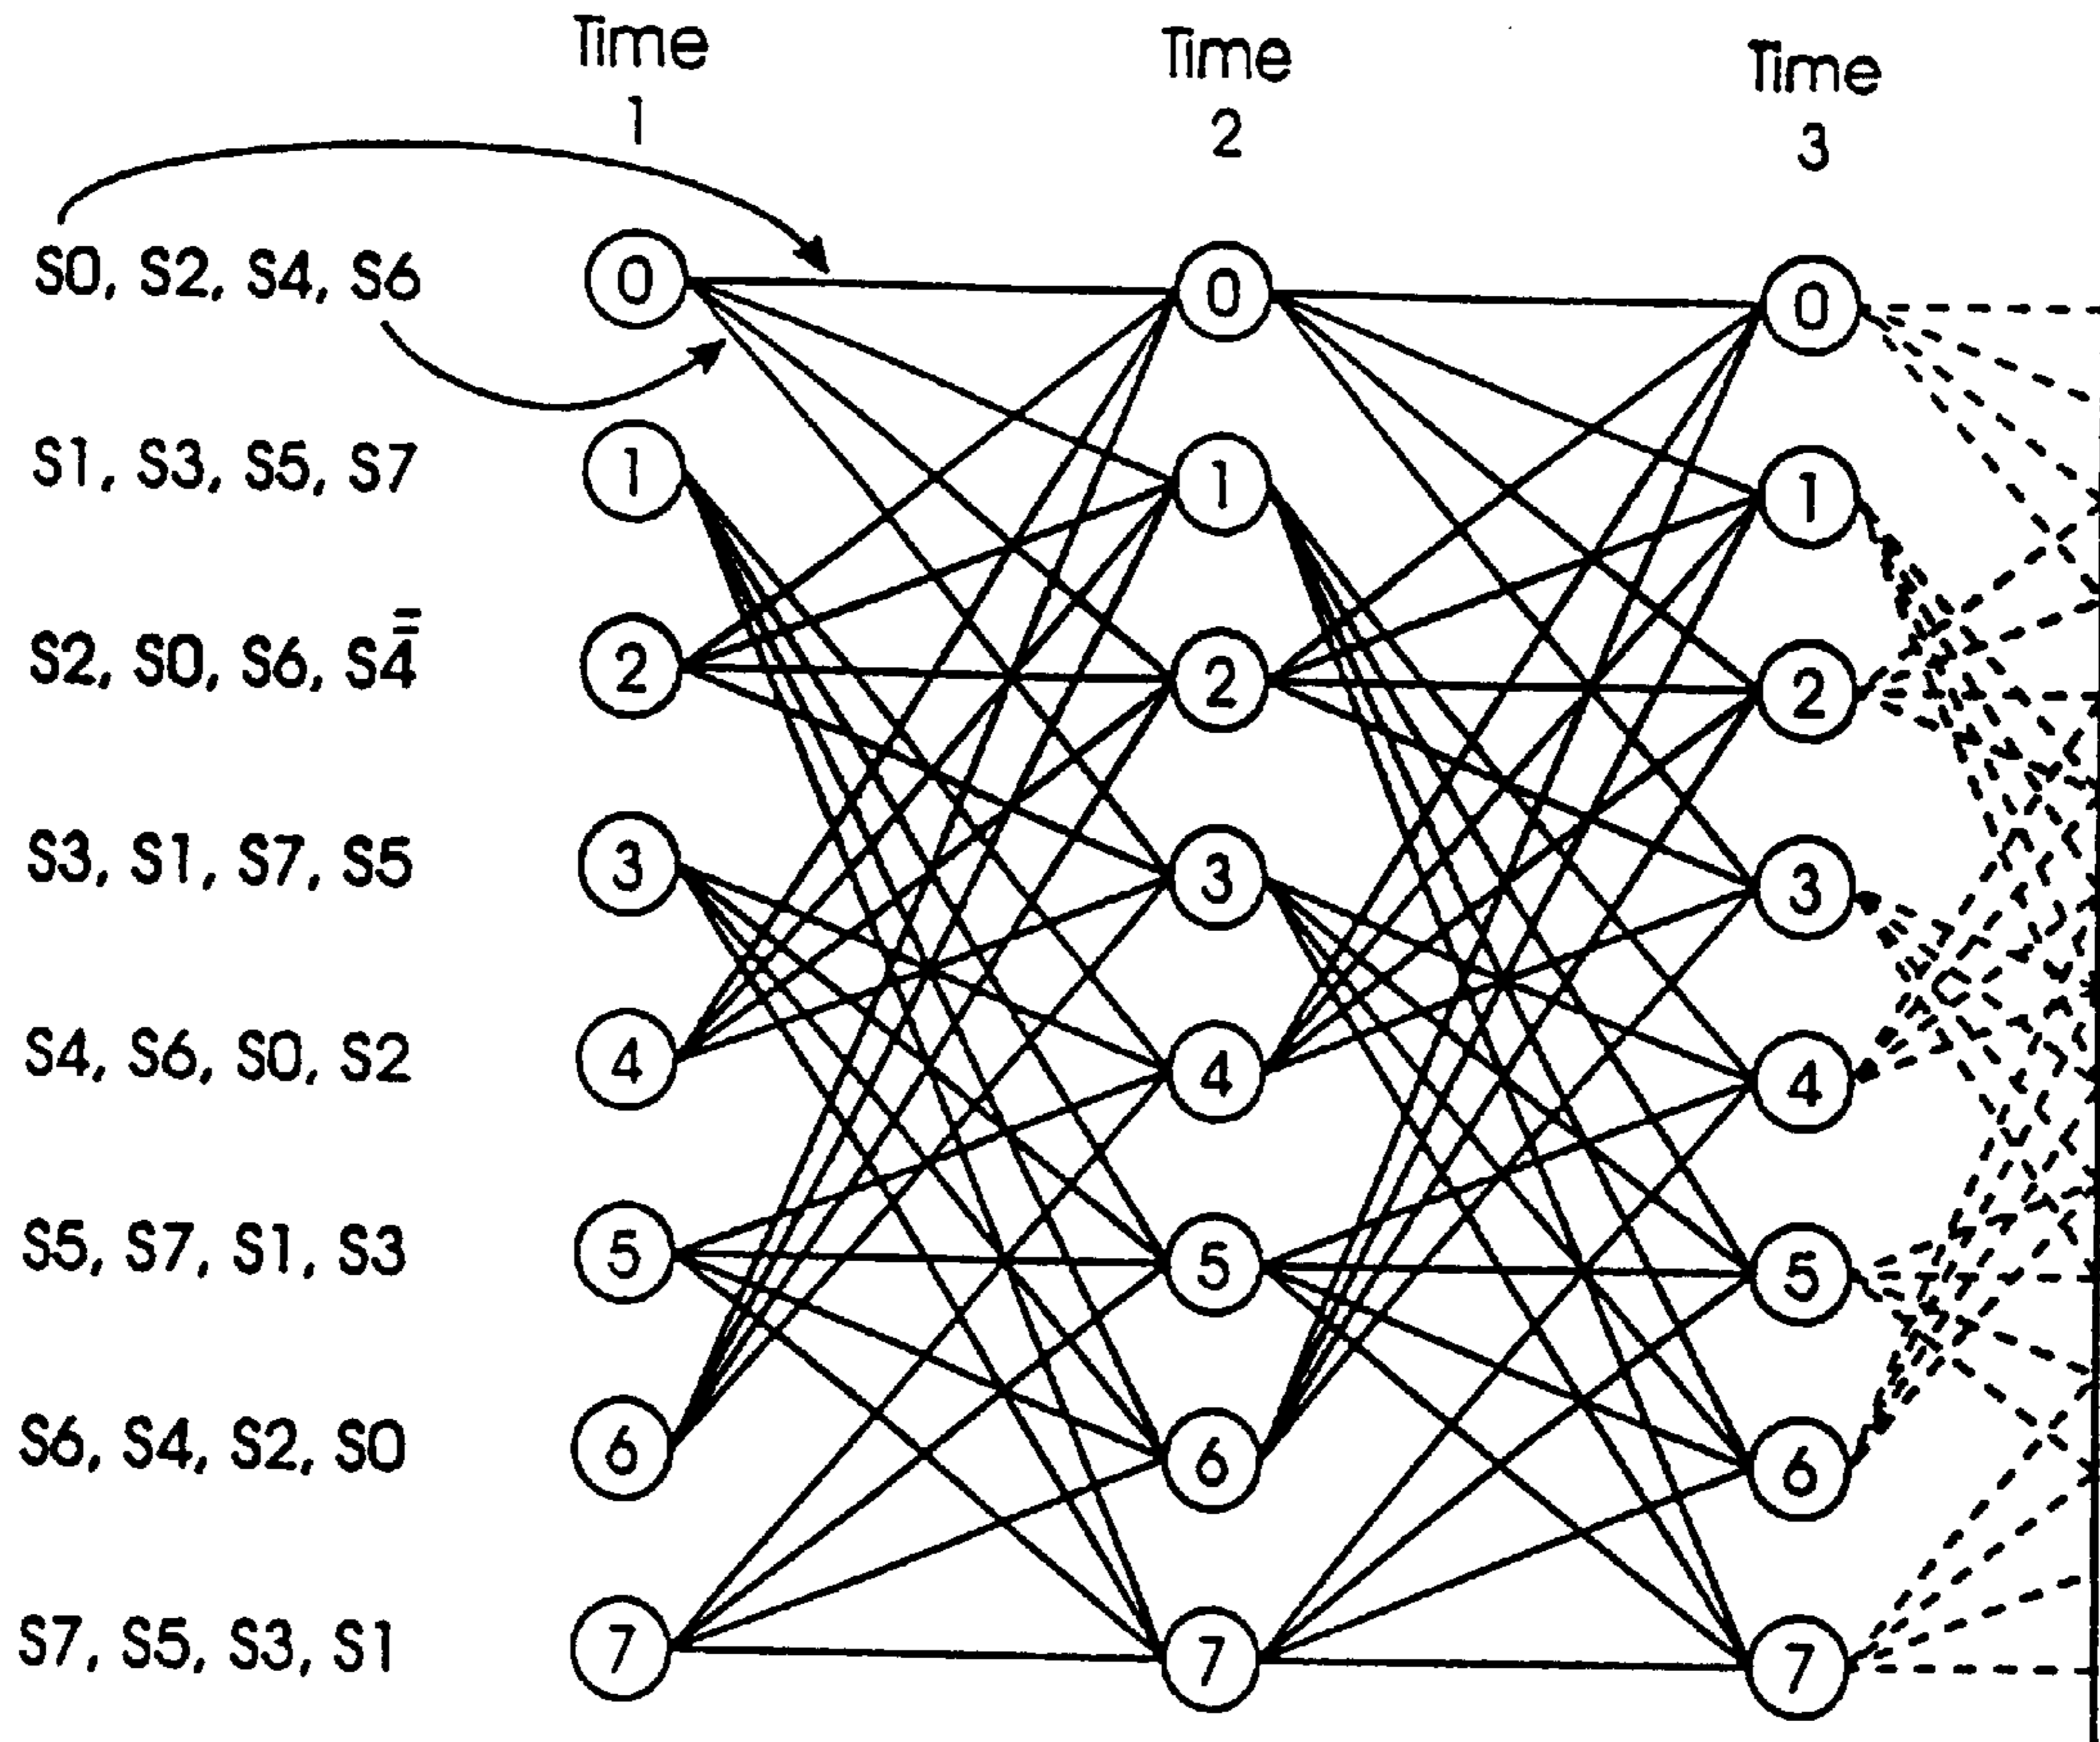 Time Time Time
1 2 3
S0, S2, S4, S6 0 0 0
S1, S3, S5, S7 1 1 1
S2, S0, S6, S4 2 2 2
S3, S1, S7, S5 3 3 3
S4, S6, S0, S2 4 4 4
S5, S7, S1, S3 5 5 5
S6, S4, S2, S0 6 6 6
S7, S5, S3, S1 7 7 7